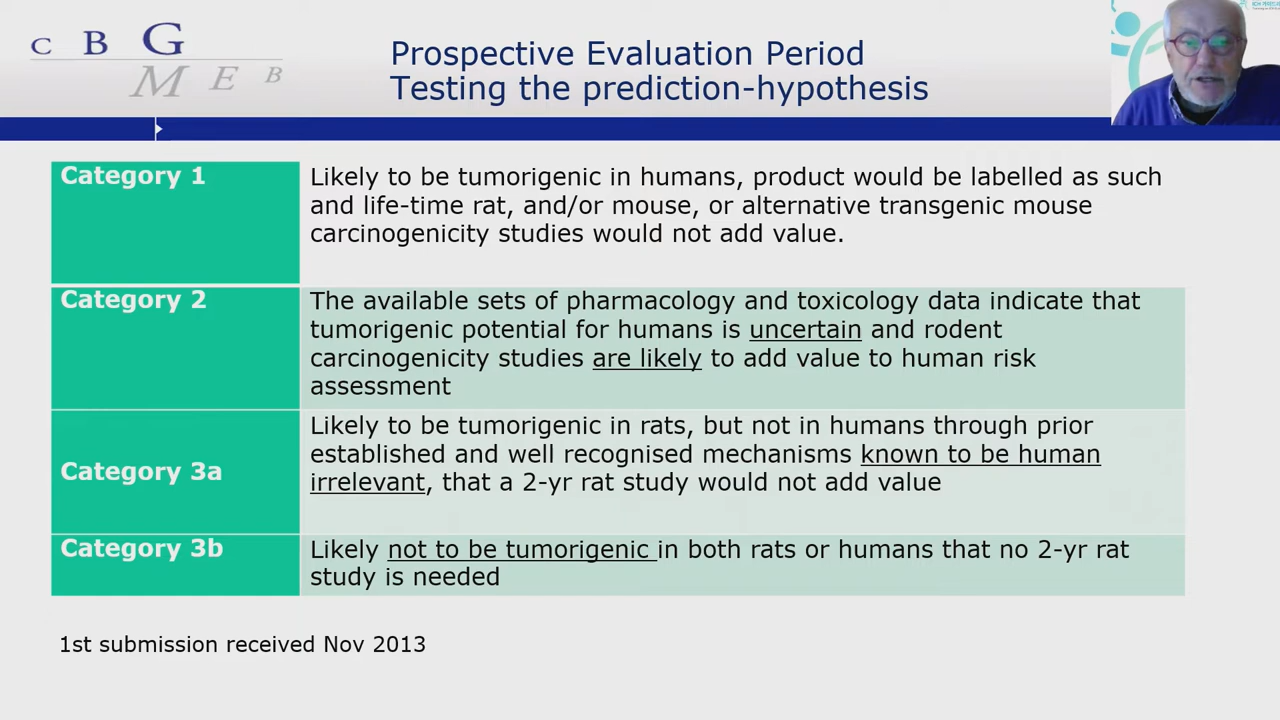 C B G
M E B
Prospective Evaluation Period
Testing the prediction-hypothesis
Category 1
Likely to be tumorigenic in humans, product would be labelled as such
and life-time rat, and/or mouse, or alternative transgenic mouse
carcinogenicity studies would not add value.
Category 2
The available sets of pharmacology and toxicology data indicate that
tumorigenic potential for humans is uncertain and rodent
carcinogenicity studies are likely to add value to human risk
assessment
Category 3a
Likely to be tumorigenic in rats, but not in humans through prior
established and well recognised mechanisms known to be human
irrelevant, that a 2-yr rat study would not add value
Category 3b
Likely not to be tumorigenic in both rats or humans that no 2-yr rat
study is needed
1st submission received Nov 2013